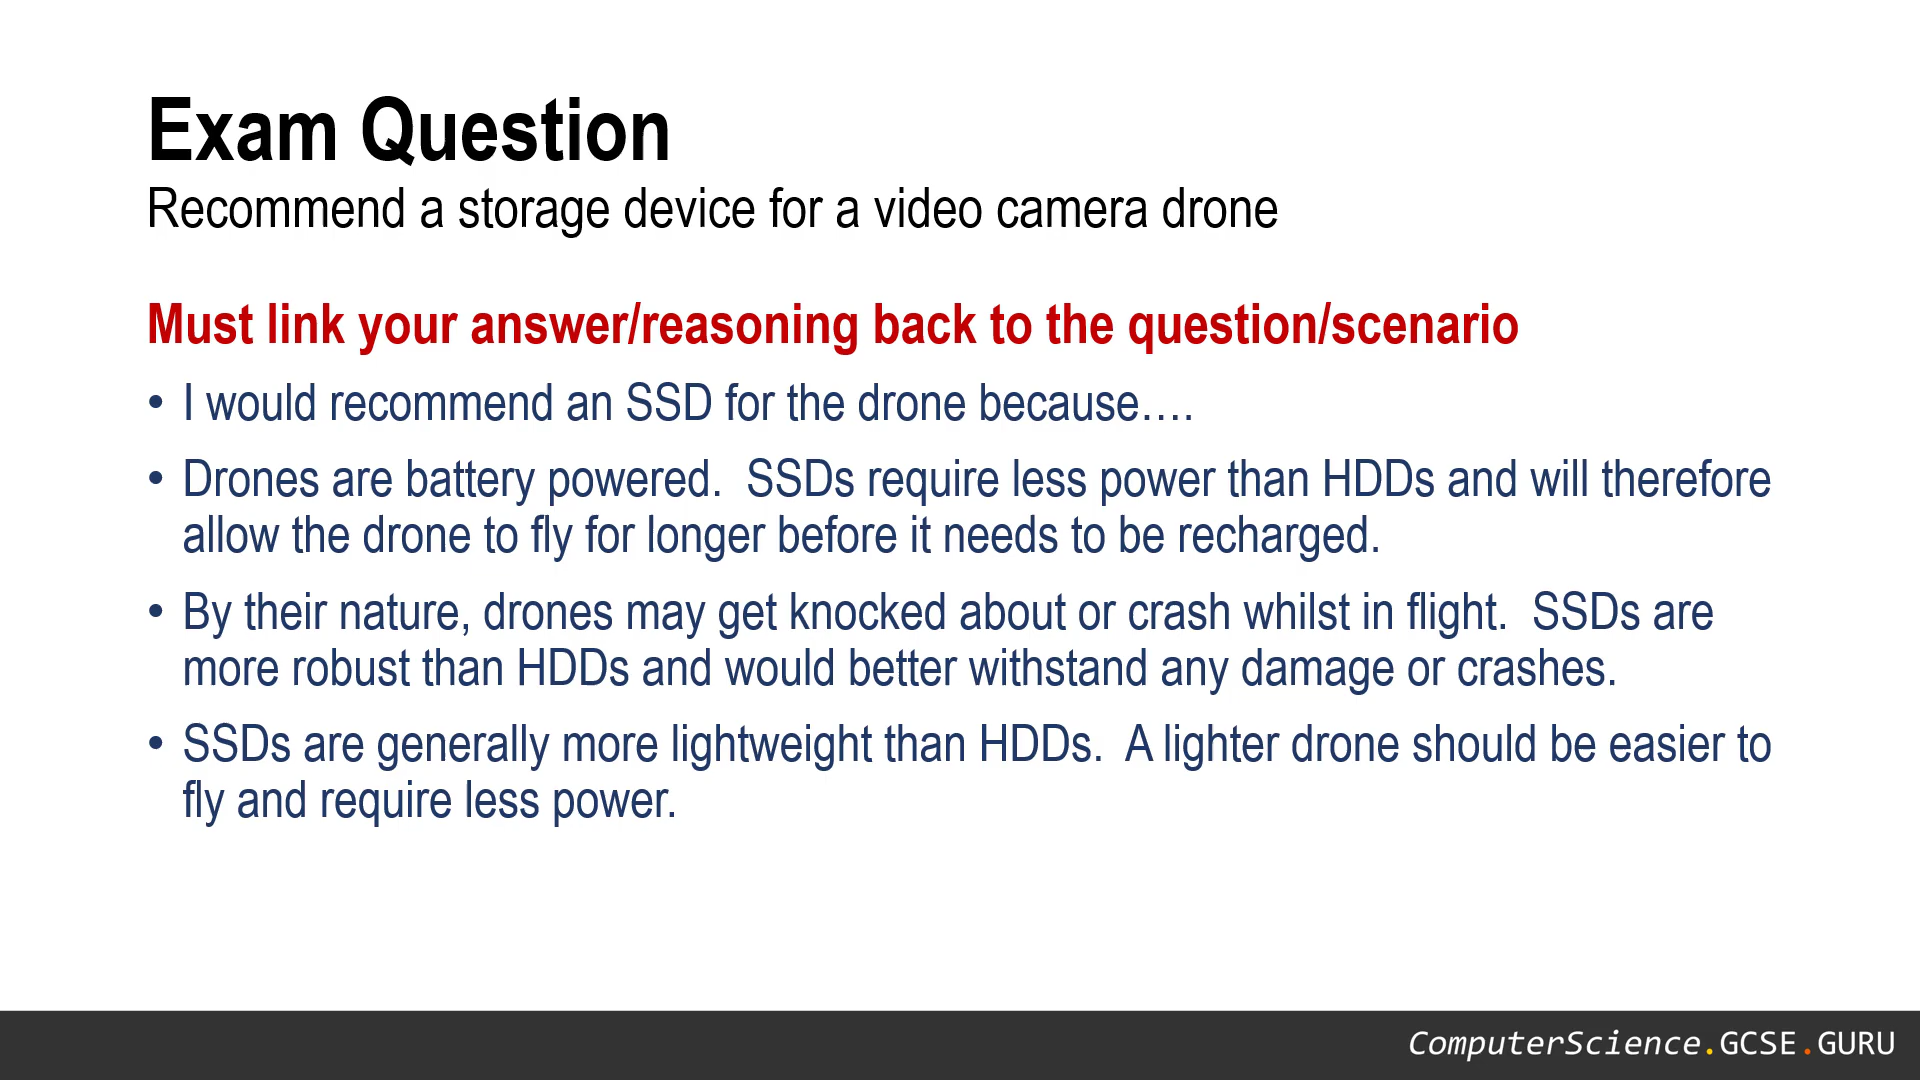 Exam Question
Recommend a storage device for a video camera drone
Must link your answer/reasoning back to the question/scenario
• I would recommend an SSD for the drone because….
• Drones are battery powered.  SSDs require less power than HDDs and will therefore
allow the drone to fly for longer before it needs to be recharged.
• By their nature, drones may get knocked about or crash whilst in flight.  SSDs are
more robust than HDDs and would better withstand any damage or crashes.
• SSDs are generally more lightweight than HDDs.  A lighter drone should be easier to
fly and require less power.
ComputerScience.GCSE.GURU